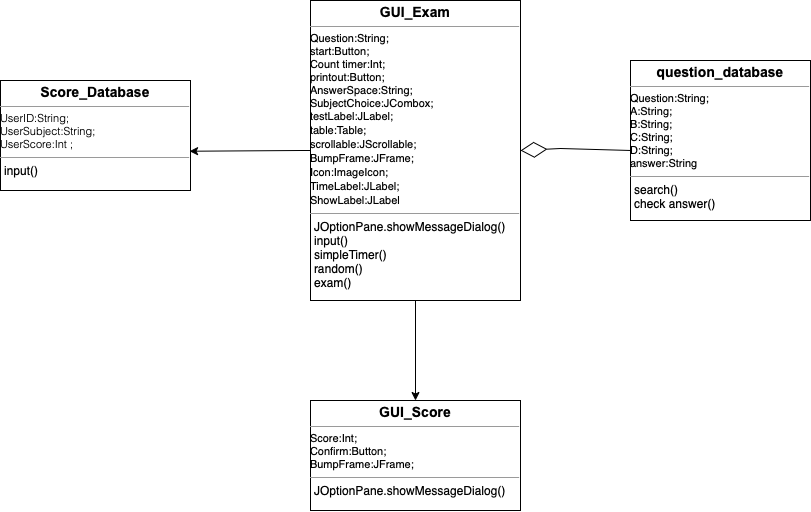 GUI_Exam
Question:String;
start:Button;
Count timer:Int;
printout:Button;
AnswerSpace:String;
SubjectChoice:JCombox;
testLabel:JLabel;
table:Table;
scrollable:JScrollable;
BumpFrame:JFrame;
Icon:ImageIcon;
TimeLabel:JLabel;
ShowLabel:JLabel
JOptionPane.showMessageDialog()
input()
simpleTimer()
random()
exam()
Score_Database
UserID:String;
UserSubject:String;
UserScore:Int ;
input()
question_database
Question:String;
A:String;
B:String;
C:String;
D:String;
answer:String
search()
check answer()
GUI_Score
Score:Int;
Confirm:Button;
BumpFrame:JFrame;
JOptionPane.showMessageDialog()